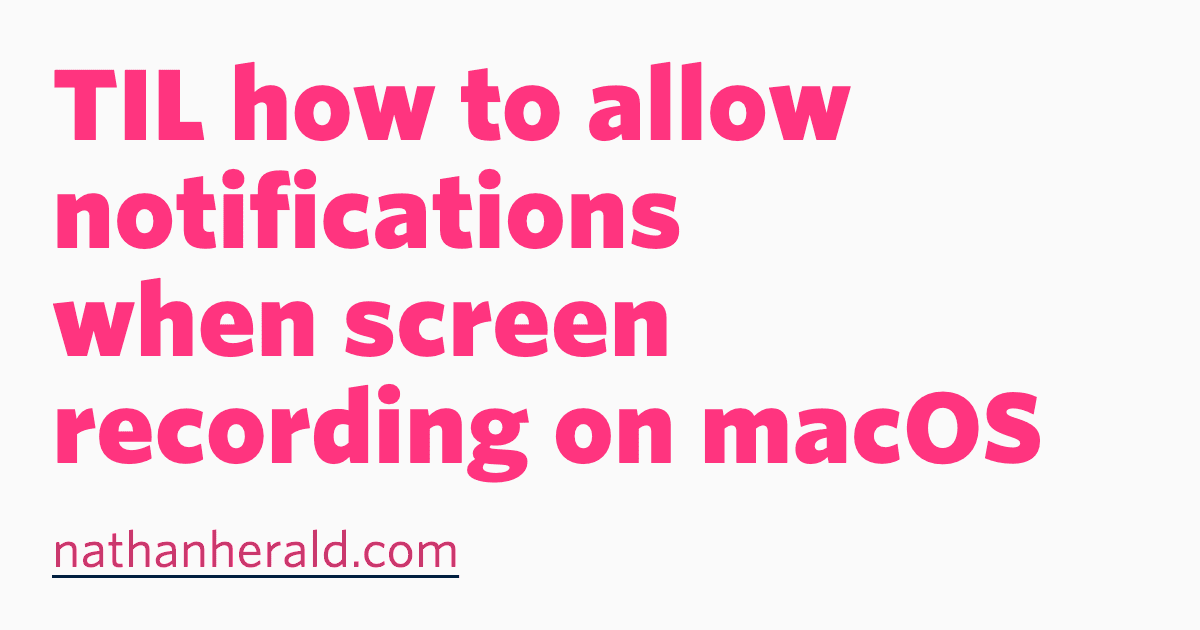 TIL how to allow
notifications
when screen
recording on macOS
nathanherald.com